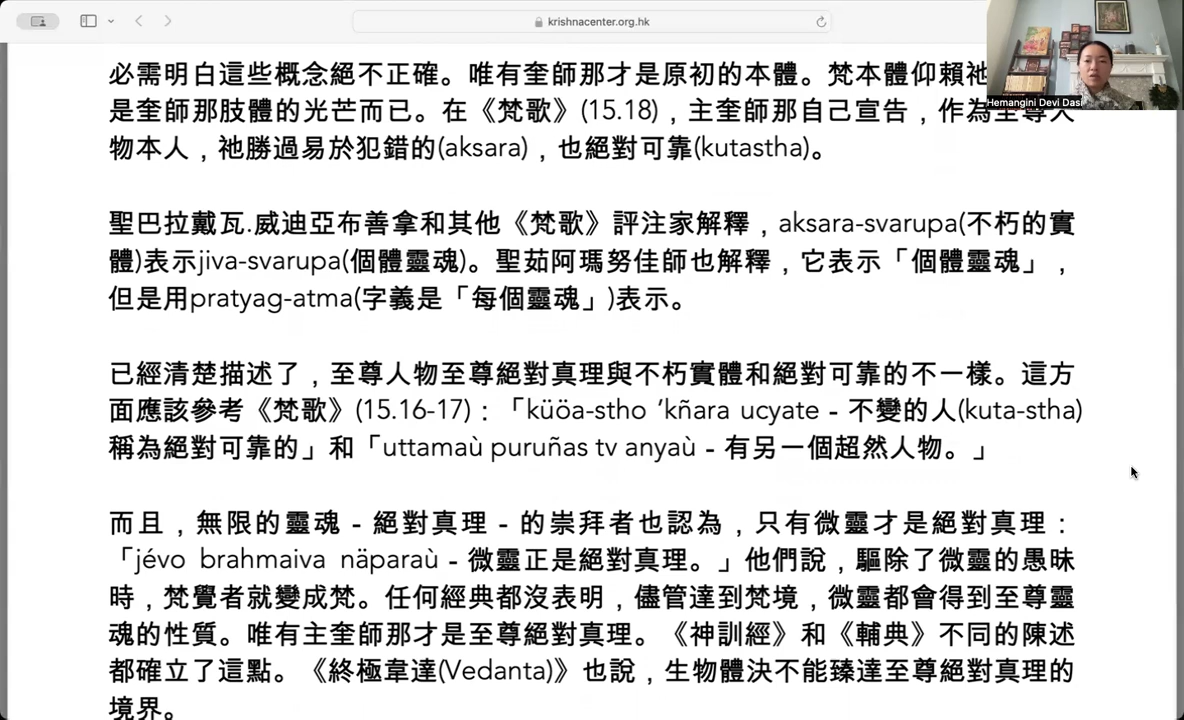 krishnacenter.org.hk
Hemangini Devi Dasi
必需明白這些概念絕不正確。唯有奎師那才是原初的本體。梵本體仰賴祂
是奎師那肢體的光芒而已。在《梵歌》(15.18)，主奎師那自己宣告，作為至尊人
物本人，祂勝過易於犯錯的(aksara)，也絕對可靠(kutastha)。
聖巴拉戴瓦.威迪亞布善拿和其他《梵歌》評注家解釋，aksara-svarupa(不朽的實
體)表示jiva-svarupa(個體靈魂)。聖茹阿瑪努佳師也解釋，它表示「個體靈魂」，
但是用pratyag-atma(字義是「每個靈魂」)表示。
已經清楚描述了，至尊人物至尊絕對真理與不朽實體和絕對可靠的不一樣。這方
面應該參考《梵歌》(15.16-17)：「küöa-stho ’kñara ucyate - 不變的人(kuta-stha)
稱為絕對可靠的」和「uttamaù puruñas tv anyaù - 有另一個超然人物。」
而且，無限的靈魂 - 絕對真理 - 的崇拜者也認為，只有微靈才是絕對真理：
「jévo brahmaiva näparaù - 微靈正是絕對真理。」他們說，驅除了微靈的愚昧
時，梵覺者就變成梵。任何經典都沒表明，儘管達到梵境，微靈都會得到至尊靈
魂的性質。唯有主奎師那才是至尊絕對真理。《神訓經》和《輔典》不同的陳述
都確立了這點。《終極韋達(Vedanta)》也說，生物體決不能臻達至尊絕對真理的
境界。